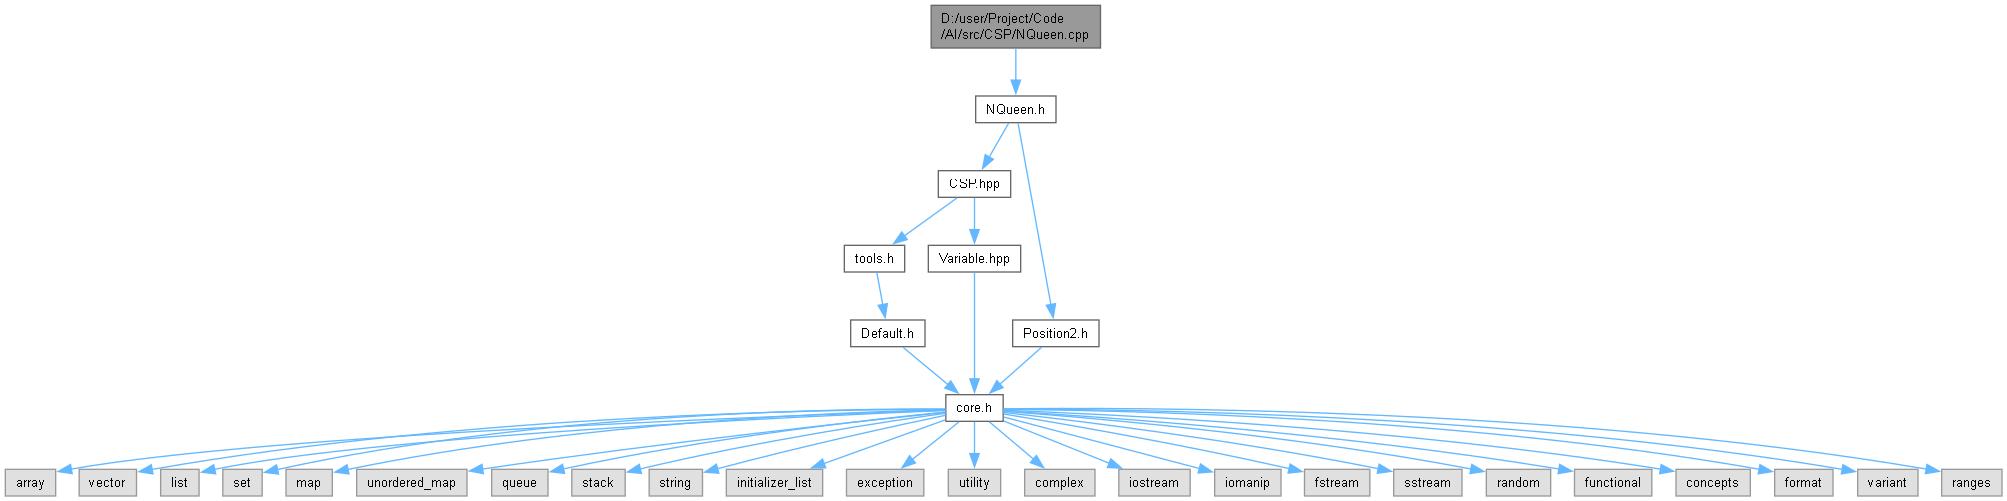 D:/user/Project/Code
/AI/src/CSP/NQueen.cpp
NQueen.h
CSP.hpp
tools.h
Variable.hpp
Default.h
Position2.h
core.h
array
vector
list
set
map
unordered_map
queue
stack
string
initializer_list
exception
utility
complex
iostream
iomanip
fstream
sstream
random
functional
concepts
format
variant
ranges